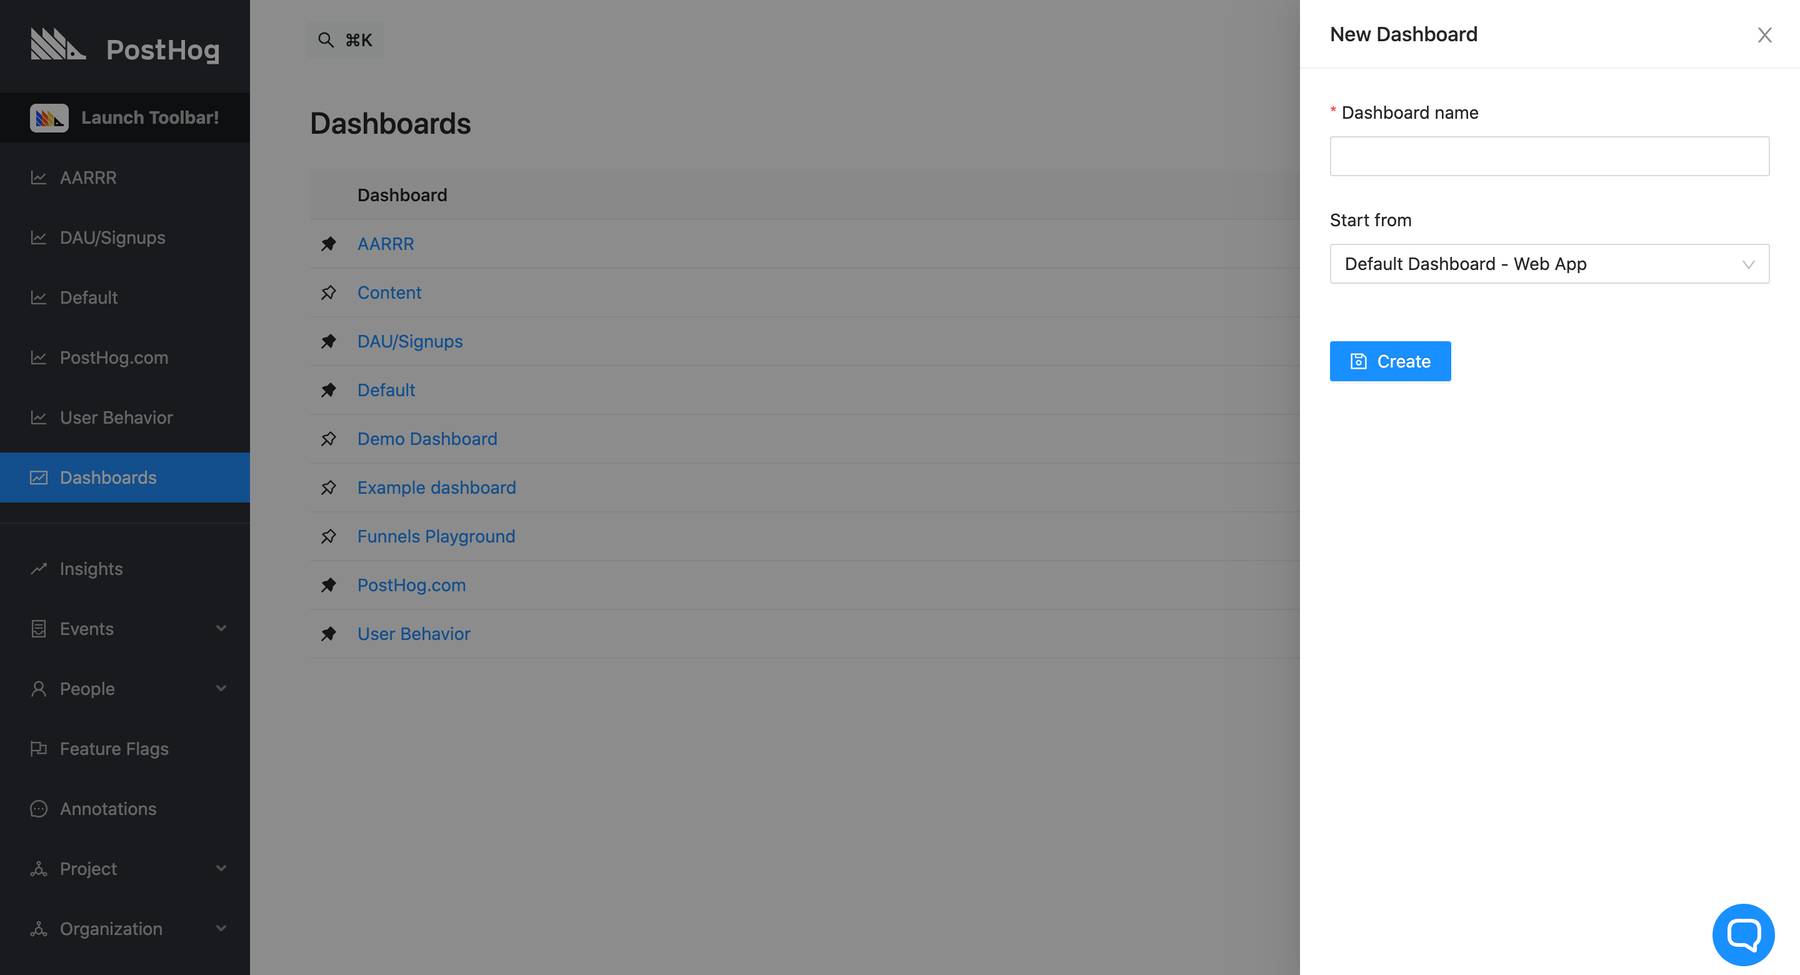 PostHog
Launch Toolbar!
AARRR
DAU/Signups
Default
PostHog.com
User Behavior
Dashboards
Insights
Events
People
Feature Flags
Annotations
Project
Organization
⌘K
Dashboards
Dashboard
AARRR
Content
DAU/Signups
Default
Demo Dashboard
Example dashboard
Funnels Playground
PostHog.com
User Behavior
New Dashboard
* Dashboard name
Start from
Default Dashboard - Web App
Create